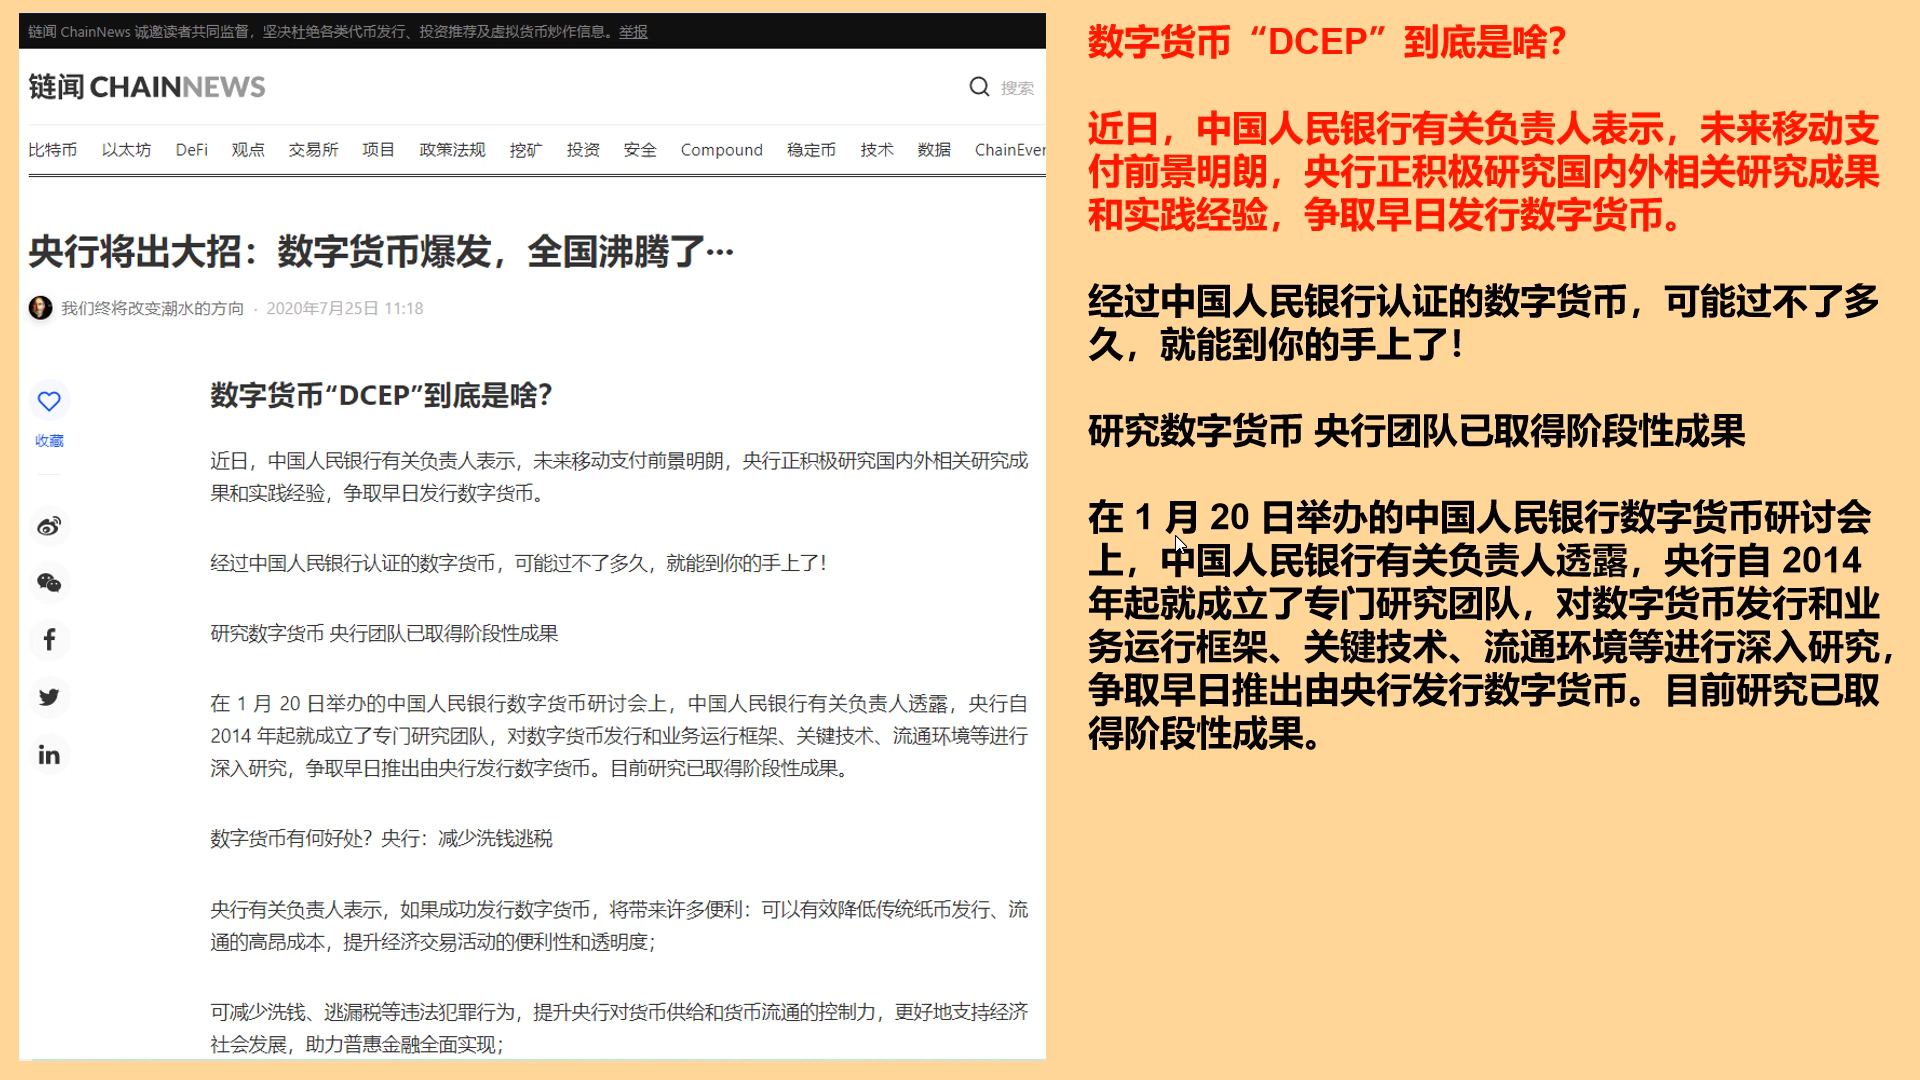 链闻 ChainNews 诚邀读者共同监督，坚决杜绝各类代币发行、投资推荐及虚拟货币炒作信息。举报
链闻 CHAINNEWS
搜索
比特币 以太坊 DeFi 观点 交易所 项目 政策法规 挖矿 投资 安全 Compound 稳定币 技术 数据 ChainEver
央行将出大招：数字货币爆发，全国沸腾了…
我们终将改变潮水的方向 · 2020年7月25日 11:18
收藏
数字货币“DCEP”到底是啥？
近日，中国人民银行有关负责人表示，未来移动支付前景明朗，央行正积极研究国内外相关研究成
果和实践经验，争取早日发行数字货币。
经过中国人民银行认证的数字货币，可能过不了多久，就能到你的手上了！
研究数字货币 央行团队已取得阶段性成果
在 1 月 20 日举办的中国人民银行数字货币研讨会上，中国人民银行有关负责人透露，央行自
2014 年起就成立了专门研究团队，对数字货币发行和业务运行框架、关键技术、流通环境等进行
深入研究，争取早日推出由央行发行数字货币。目前研究已取得阶段性成果。
数字货币有何好处？央行：减少洗钱逃税
央行有关负责人表示，如果成功发行数字货币，将带来许多便利：可以有效降低传统纸币发行、流
通的高昂成本，提升经济交易活动的便利性和透明度；
可减少洗钱、逃漏税等违法犯罪行为，提升央行对货币供给和货币流通的控制力，更好地支持经济
社会发展，助力普惠金融全面实现；
数字货币“DCEP”到底是啥？
近日，中国人民银行有关负责人表示，未来移动支
付前景明朗，央行正积极研究国内外相关研究成果
和实践经验，争取早日发行数字货币。
经过中国人民银行认证的数字货币，可能过不了多
久，就能到你的手上了！
研究数字货币 央行团队已取得阶段性成果
在 1 月 20 日举办的中国人民银行数字货币研讨会
上，中国人民银行有关负责人透露，央行自 2014
年起就成立了专门研究团队，对数字货币发行和业
务运行框架、关键技术、流通环境等进行深入研究，
争取早日推出由央行发行数字货币。目前研究已取
得阶段性成果。